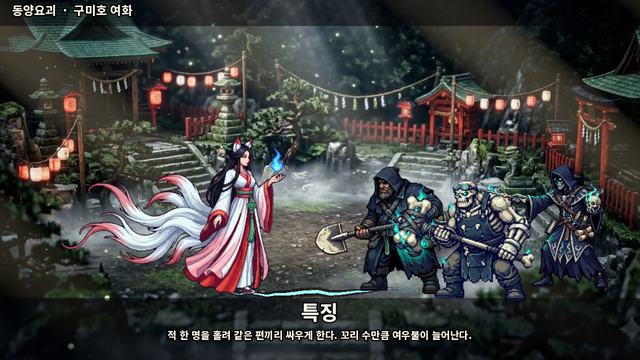 동양요괴 · 구미호 여화
특징
적 한 명을 홀려 같은 편끼리 싸우게 한다. 꼬리 수만큼 여우불이 늘어난다.